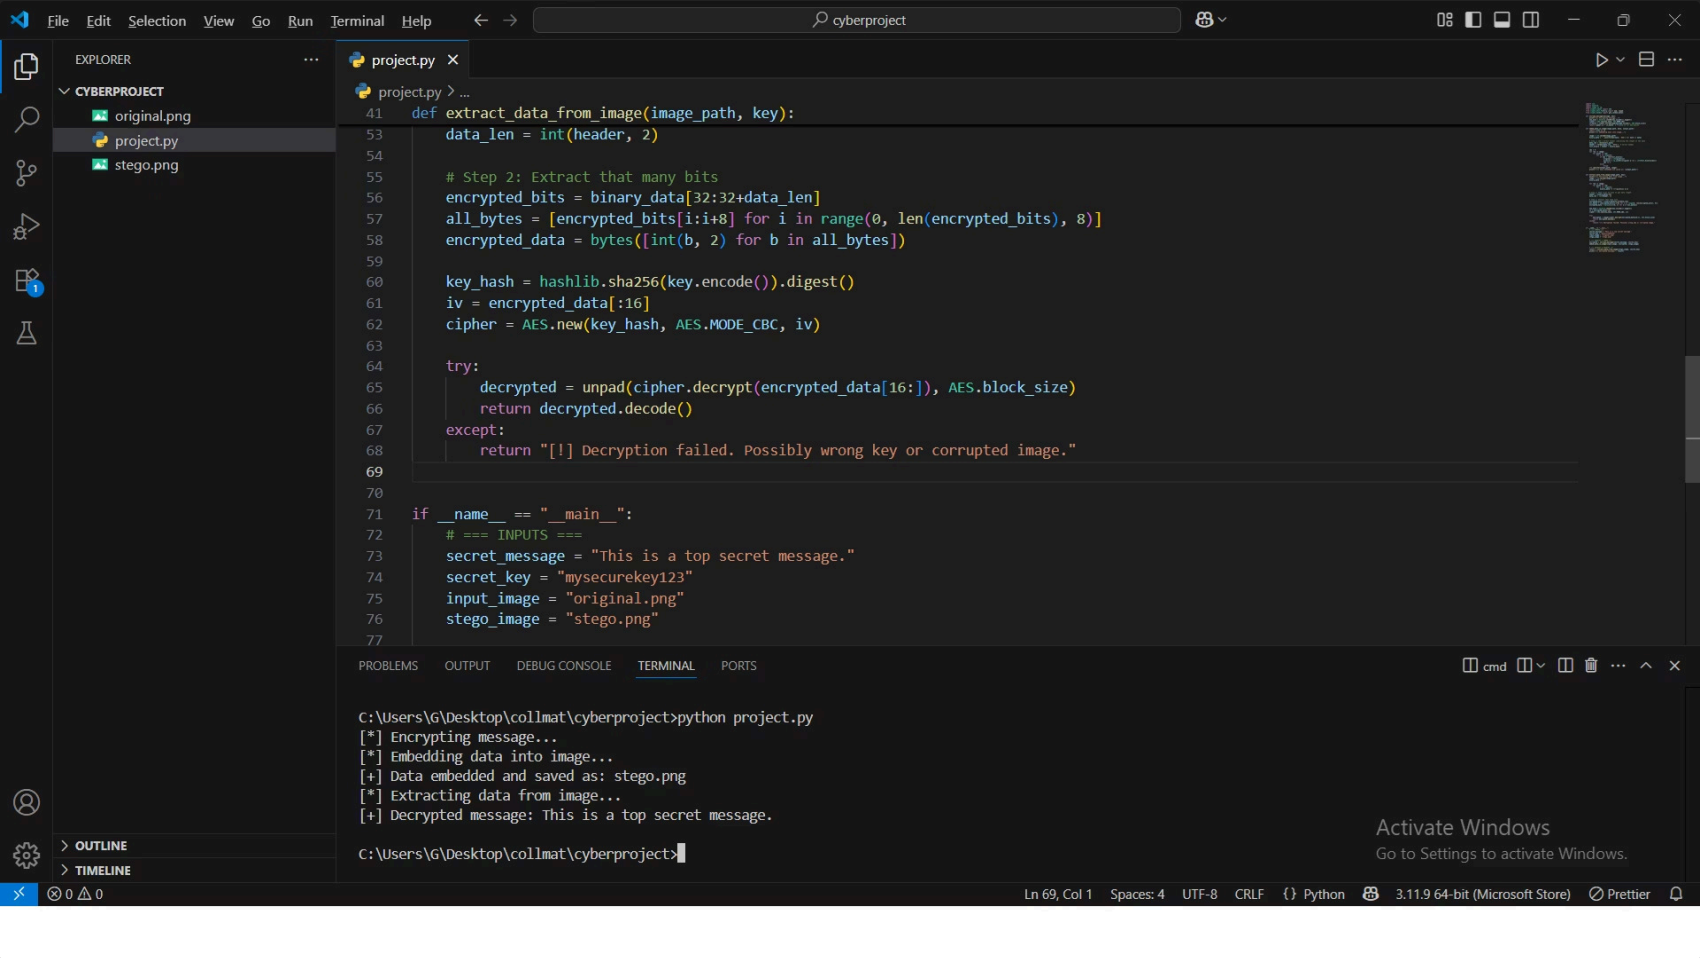 File Edit Selection View Go Run Terminal Help
cyberproject
EXPLORER
CYBERPROJECT
original.png
project.py
stego.png
OUTLINE
TIMELINE
1
project.py
project.py > ...
41 def extract_data_from_image(image_path, key):
53 data_len = int(header, 2)
54
55 # Step 2: Extract that many bits
56 encrypted_bits = binary_data[32:32+data_len]
57 all_bytes = [encrypted_bits[i:i+8] for i in range(0, len(encrypted_bits), 8)]
58 encrypted_data = bytes([int(b, 2) for b in all_bytes])
59
60 key_hash = hashlib.sha256(key.encode()).digest()
61 iv = encrypted_data[:16]
62 cipher = AES.new(key_hash, AES.MODE_CBC, iv)
63
64 try:
65 decrypted = unpad(cipher.decrypt(encrypted_data[16:]), AES.block_size)
66 return decrypted.decode()
67 except:
68 return "[!] Decryption failed. Possibly wrong key or corrupted image."
69
70
71 if __name__ == "__main__":
72 # === INPUTS ===
73 secret_message = "This is a top secret message."
74 secret_key = "mysecurekey123"
75 input_image = "original.png"
76 stego_image = "stego.png"
77
PROBLEMS OUTPUT DEBUG CONSOLE TERMINAL PORTS
cmd
C:\Users\G\Desktop\collmat\cyberproject>python project.py
[*] Encrypting message...
[*] Embedding data into image...
[+] Data embedded and saved as: stego.png
[*] Extracting data from image...
[+] Decrypted message: This is a top secret message.
C:\Users\G\Desktop\collmat\cyberproject>
Activate Windows
Go to Settings to activate Windows.
0 0
Ln 69, Col 1 Spaces: 4 UTF-8 CRLF {} Python 3.11.9 64-bit (Microsoft Store) Prettier